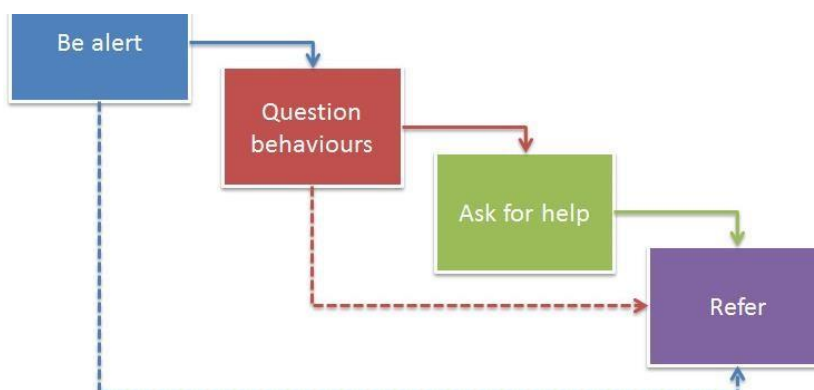 Be alert
Question
behaviours
Ask for help
Refer